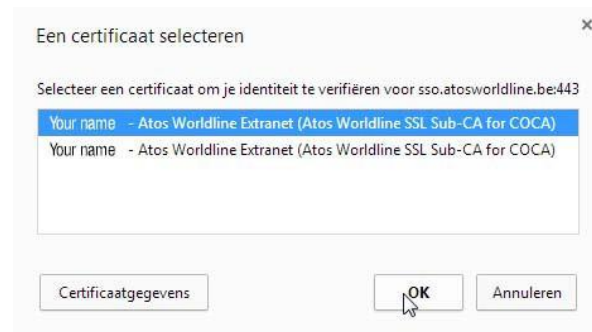 Een certificaat selecteren
Selecteer een certificaat om je identiteit te verifiëren voor sso.atosworldline.be:443
Your name - Atos Worldline Extranet (Atos Worldline SSL Sub-CA for COCA)
Your name - Atos Worldline Extranet (Atos Worldline SSL Sub-CA for COCA)
Certificaatgegevens OK Annuleren